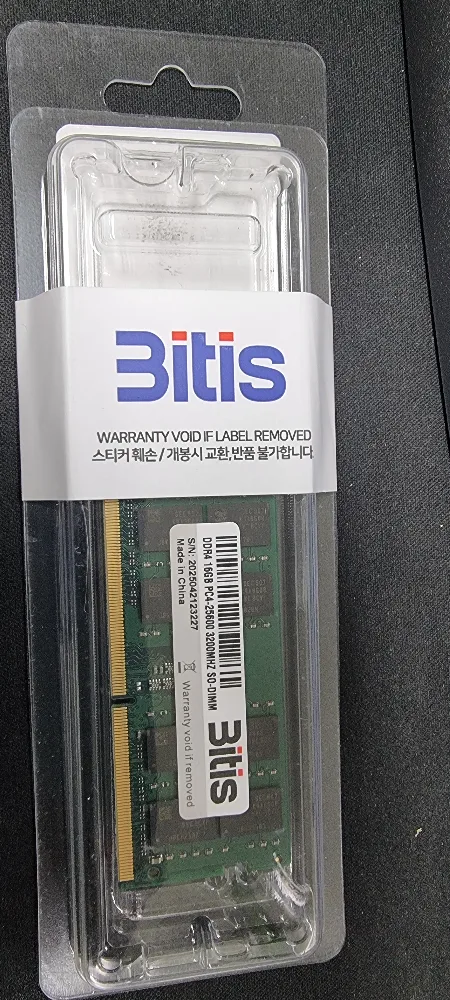 Bitis
WARRANTY VOID IF LABEL REMOVED
스티커 훼손 / 개봉시 교환,반품 불가합니다
DDR4 16GB PC4-25600 3200MHZ SO-DIMM
S/N: 2025042123227
Made in China
Warranty void if removed
Bitis